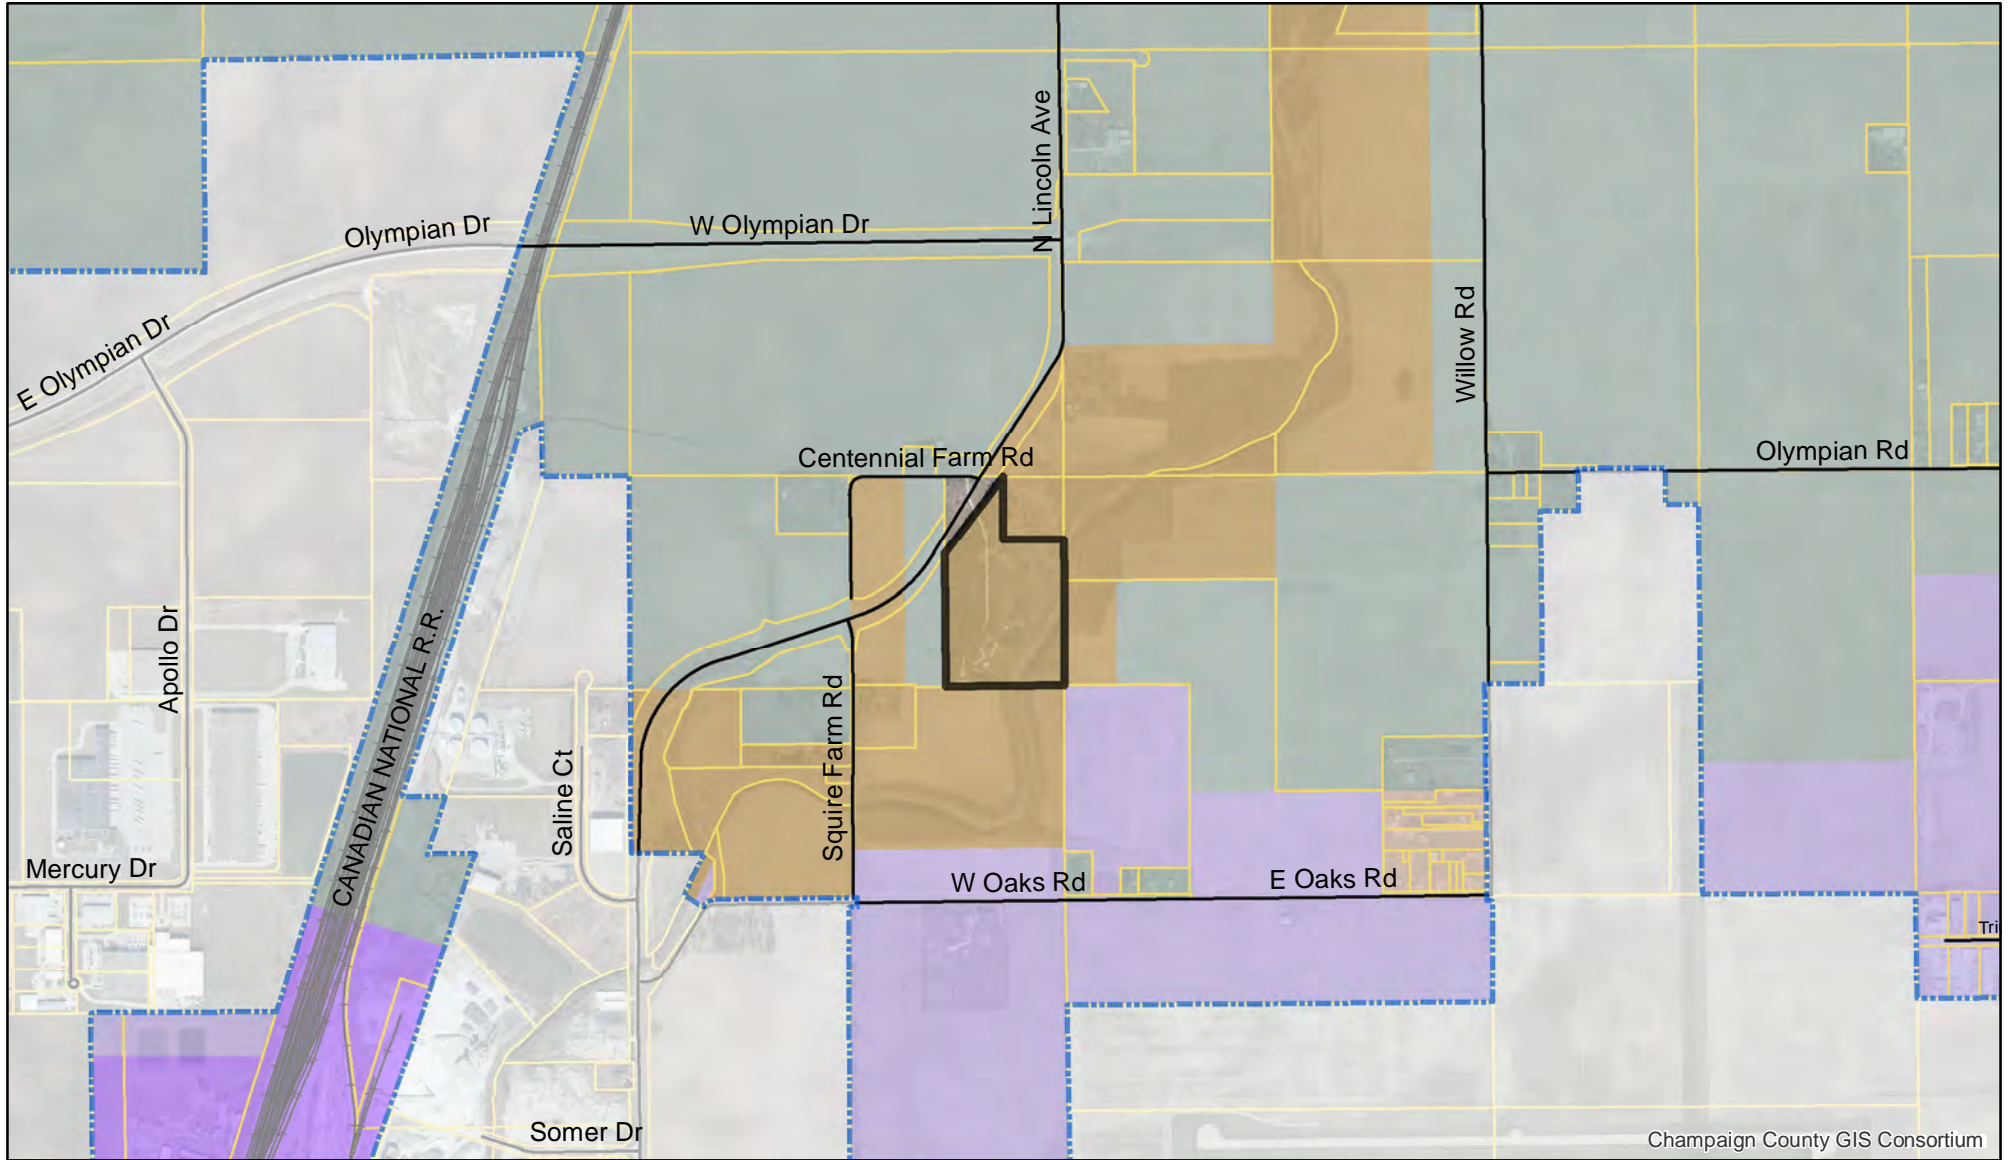 N Lincoln Ave
Olympian Dr
W Olympian Dr
E Olympian Dr
Willow Rd
Centennial Farm Rd
Olympian Rd
Apollo Dr
CANADIAN NATIONAL R.R.
Squire Farm Rd
Saline Ct
Mercury Dr
W Oaks Rd
E Oaks Rd
Tri
Somer Dr
Champaign County GIS Consortium